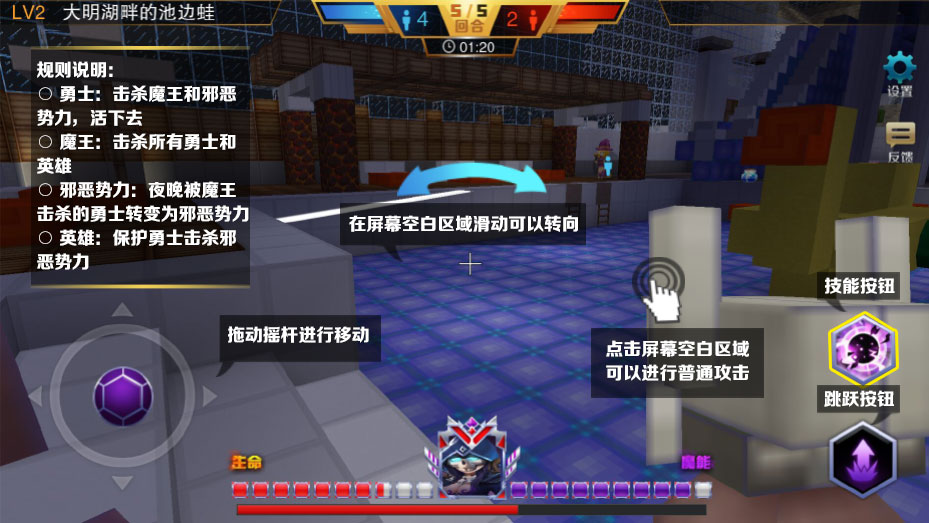 LV2 大明湖畔的池边蛙
4 5/5 2
回合
01:20
规则说明:
○ 勇士: 击杀魔王和邪恶
势力，活下去
○ 魔王: 击杀所有勇士和
英雄
○ 邪恶势力: 夜晚被魔王
击杀的勇士转变为邪恶势力
○ 英雄: 保护勇士击杀邪
恶势力
设置
反馈
在屏幕空白区域滑动可以转向
技能按钮
拖动摇杆进行移动
点击屏幕空白区域
可以进行普通攻击
跳跃按钮
生命
魔能